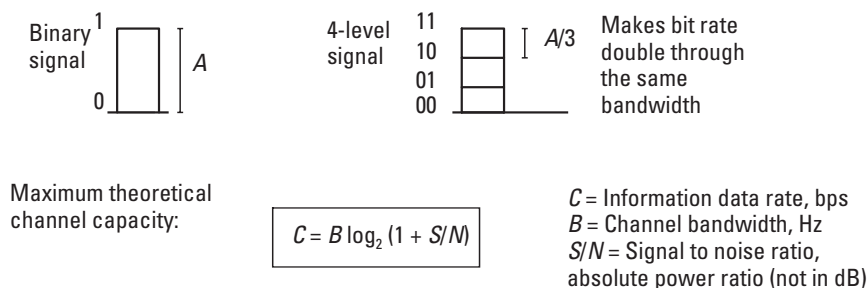 Binary
signal
1
0
A
4-level
signal
11
10
01
00
A/3
Makes bit rate
double through
the same
bandwidth
Maximum theoretical
channel capacity:
C = B log₂ (1 + S/N)
C = Information data rate, bps
B = Channel bandwidth, Hz
S/N = Signal to noise ratio,
absolute power ratio (not in dB)